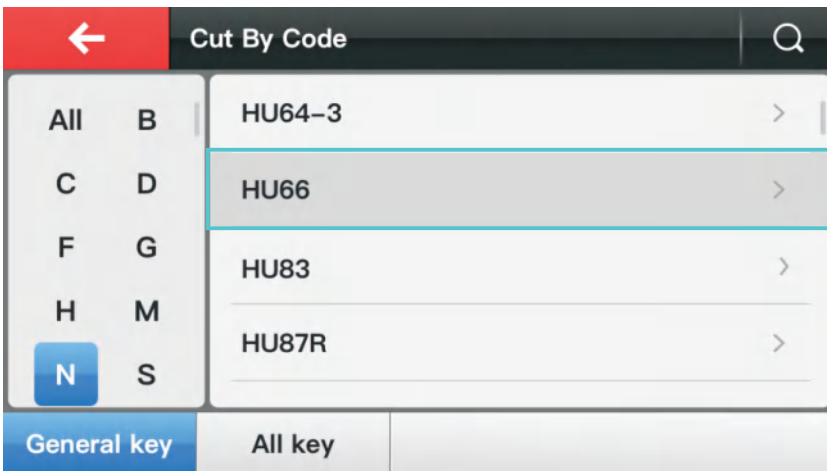 Cut By Code
All B
C D
F G
H M
N S
HU64-3
HU66
HU83
HU87R
General key All key